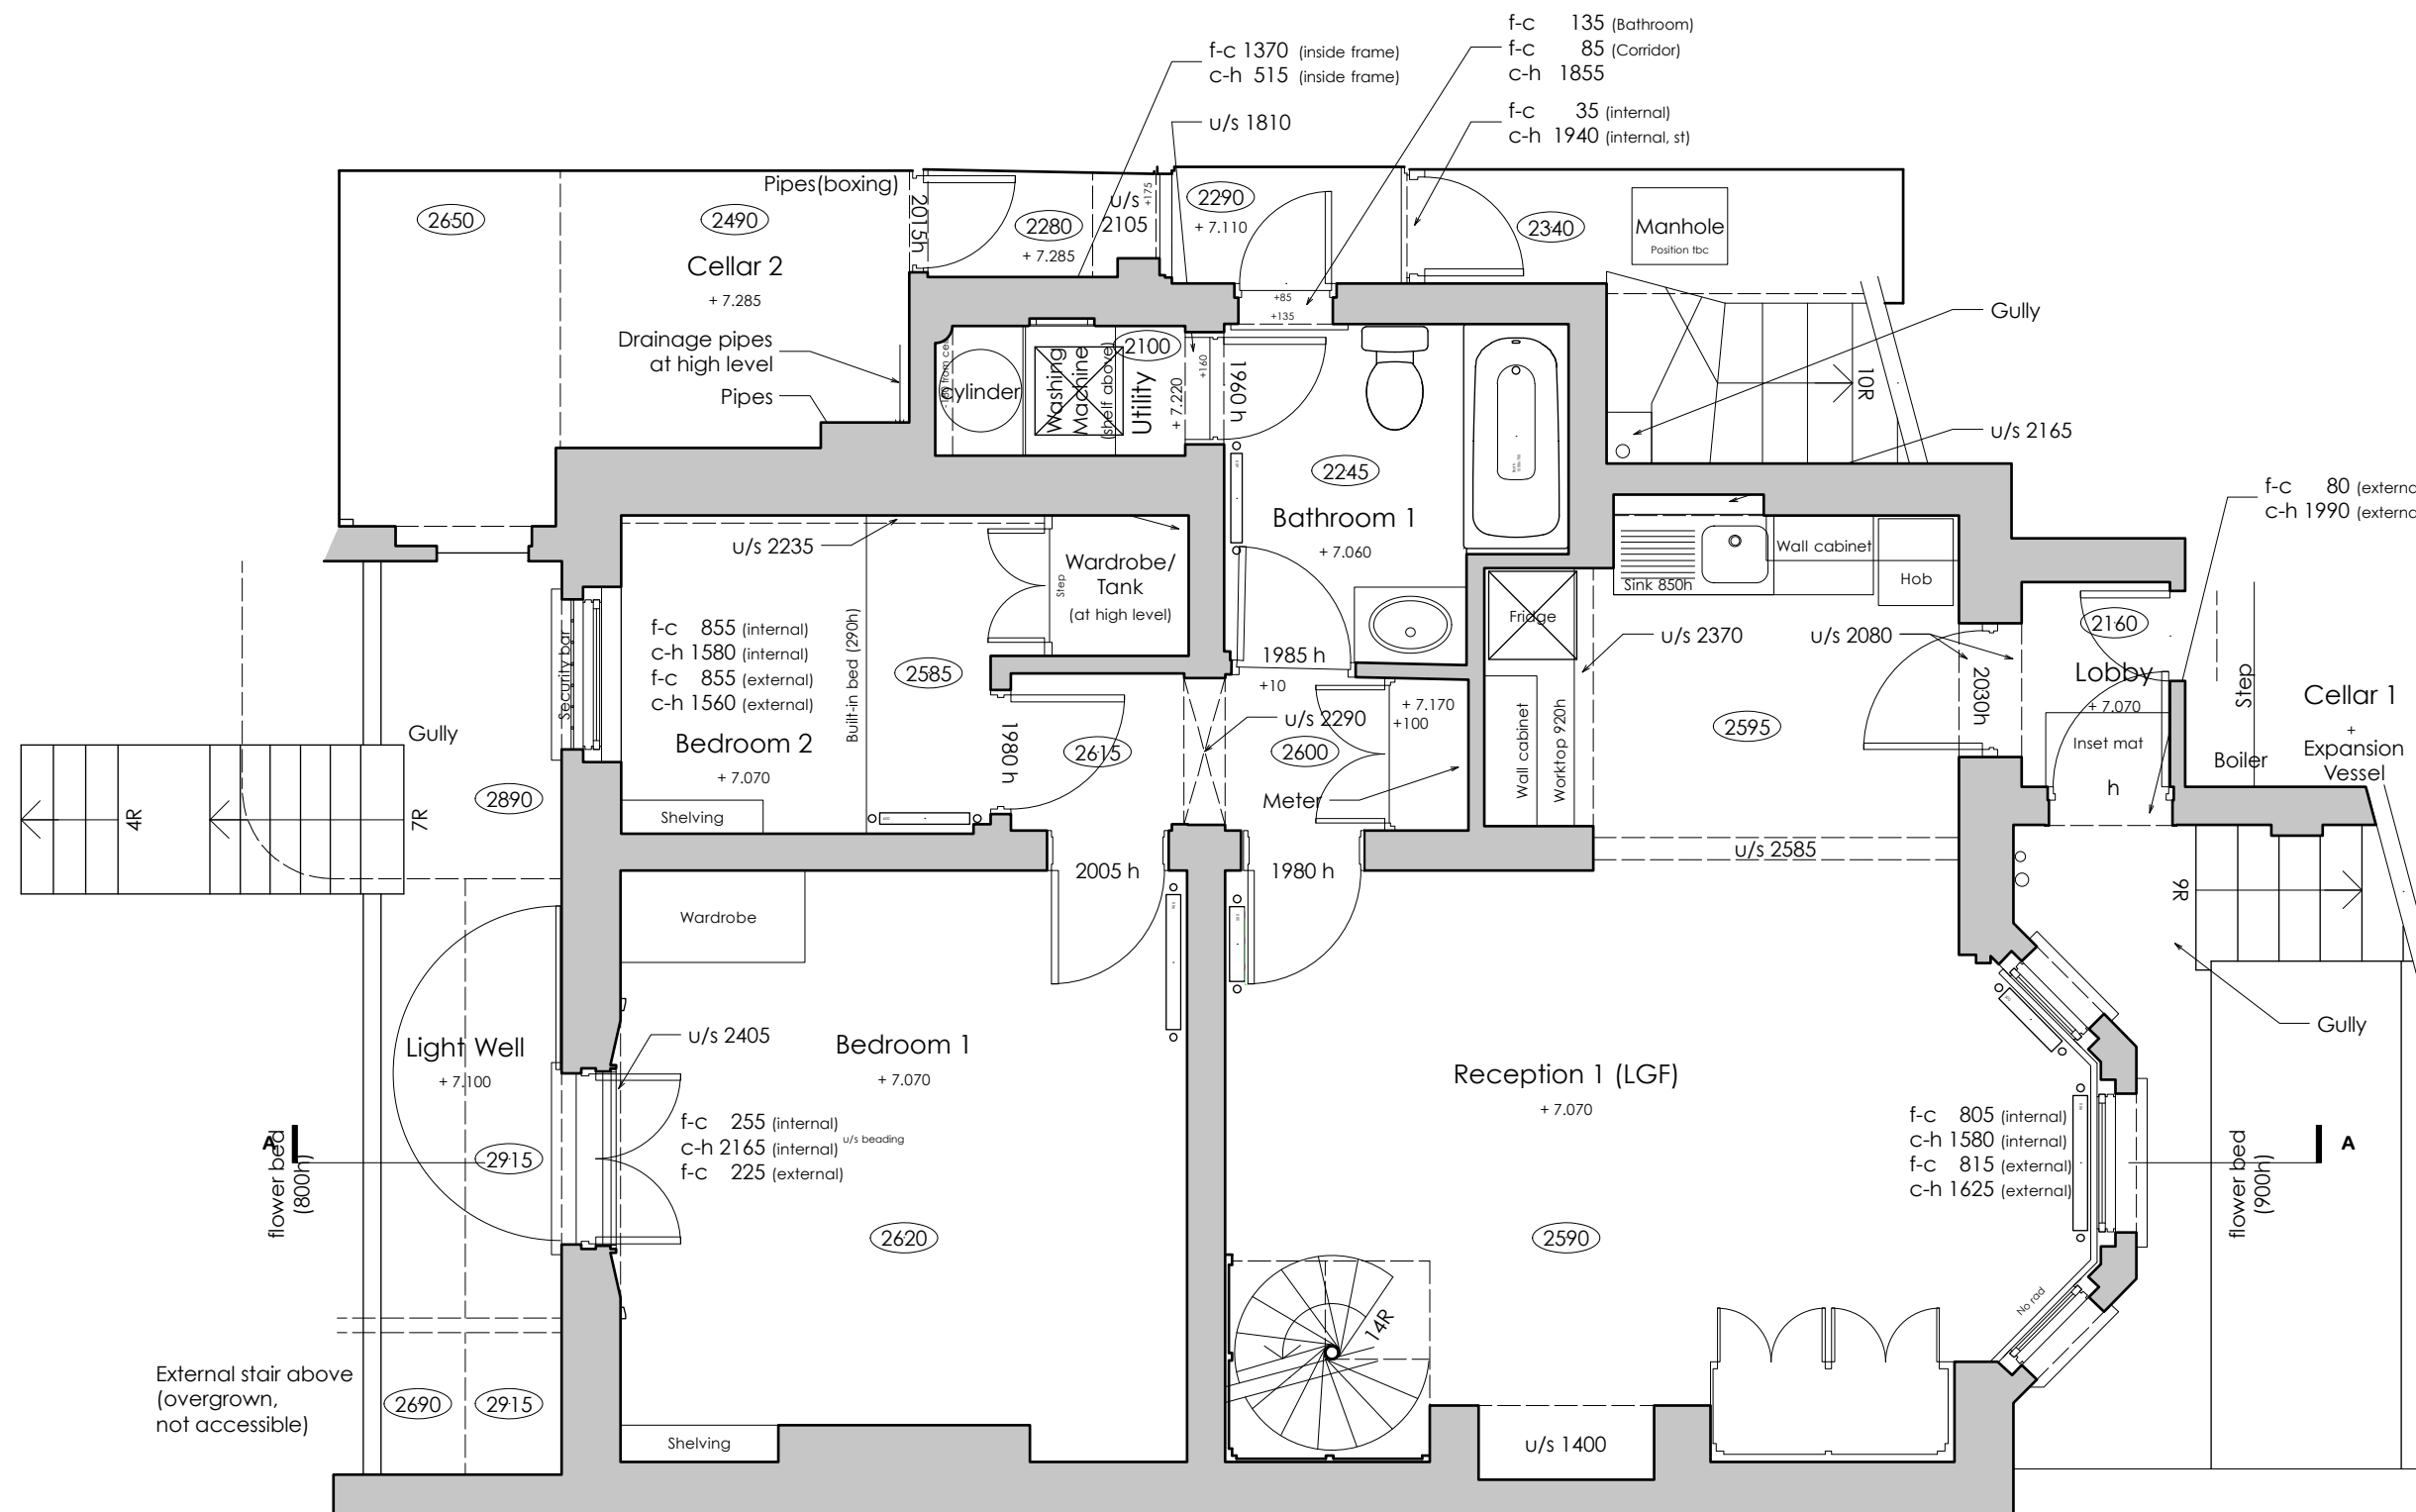 f-c 135 (Bathroom)
f-c 85 (Corridor)
c-h 1855
f-c 1370 (inside frame)
c-h 515 (inside frame)
f-c 35 (internal)
c-h 1940 (internal, st)
u/s 1810
Pipes(boxing)
2650
2490
Cellar 2
+ 7.285
2015h
2280
+ 7.285
u/s
2105
+175
2290
+ 7.110
2340
Manhole
Position tbc
+85
+135
Gully
Drainage pipes
at high level
Pipes
Cylinder
Washing
Machine
(shelf above)
Utility
2100
+ 7.220
+160
1960 h
10R
u/s 2165
2245
Bathroom 1
+ 7.060
f-c 80
c-h 1990
u/s 2235
Wardrobe/
Tank
(at high level)
Step
Wall cabinet
Sink 850h
Hob
Fridge
u/s 2370
u/s 2080
2160
Lobby
+ 7.070
Inset mat
h
2030h
Step
Boiler
Cellar 1
+
Expansion
Vessel
Security bar
f-c 855 (internal)
c-h 1580 (internal)
f-c 855 (external)
c-h 1560 (external)
Built-in bed (290h)
2585
Bedroom 2
+ 7.070
Shelving
1980 h
2615
1985 h
+10
u/s 2290
2600
+ 7.170
+100
Meter
Wall cabinet
Worktop 920h
2595
Gully
2890
4R
7R
2005 h
1980 h
u/s 2585
9R
Gully
Wardrobe
Light Well
+ 7.100
u/s 2405
Bedroom 1
+ 7.070
f-c 255 (internal)
c-h 2165 (internal) u/s beading
f-c 225 (external)
Reception 1 (LGF)
+ 7.070
f-c 805 (internal)
c-h 1580 (internal)
f-c 815 (external)
c-h 1625 (external)
A
flower bed
(800h)
2915
flower bed
(900h)
A
2620
2590
No rad
14R
External stair above
(overgrown,
not accessible)
2690
2915
Shelving
u/s 1400